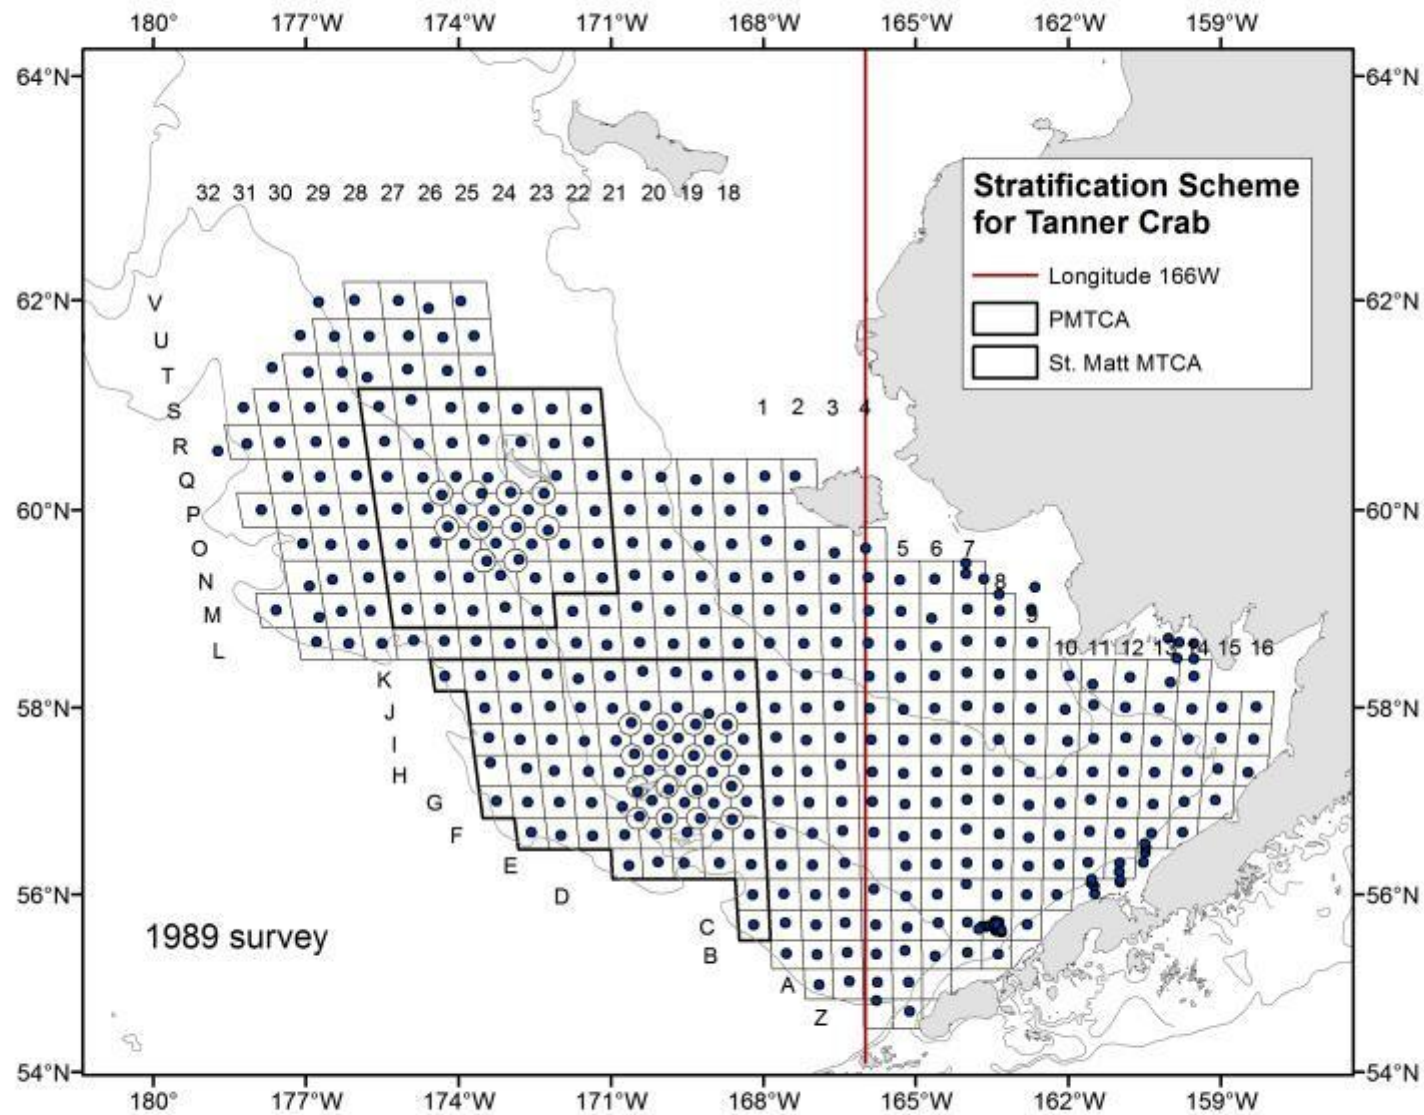 180° 177°W 174°W 171°W 168°W 165°W 162°W 159°W
64°N 64°N
Stratification Scheme
for Tanner Crab
Longitude 166W
PMTCA
St. Matt MTCA
32 31 30 29 28 27 26 25 24 23 22 21 20 19 18
62°N 62°N
V
U
T
S
1 2 3 4
R
Q
P
60°N 60°N
O
5 6 7
N
8
M
9
L
10 11 12 13 14 15 16
K
J
58°N 58°N
I
H
G
F
E
D
56°N 56°N
C
1989 survey
B
A
Z
54°N 54°N
180° 177°W 174°W 171°W 168°W 165°W 162°W 159°W